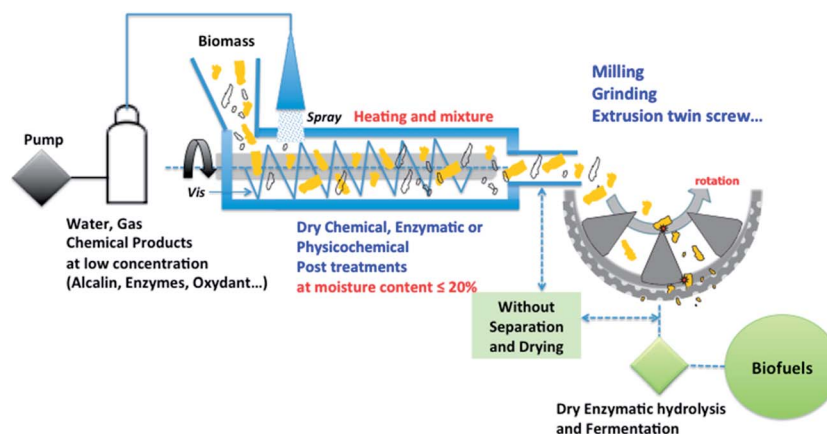 Biomass
Spray
Heating and mixture
Milling
Grinding
Extrusion twin screw...
Pump
Vis
rotation
Water, Gas
Chemical Products
at low concentration
(Alcalin, Enzymes, Oxydant...)
Dry Chemical, Enzymatic or
Physicochemical
Post treatments
at moisture content ≤ 20%
Without
Separation
and Drying
Biofuels
Dry Enzymatic hydrolysis
and Fermentation